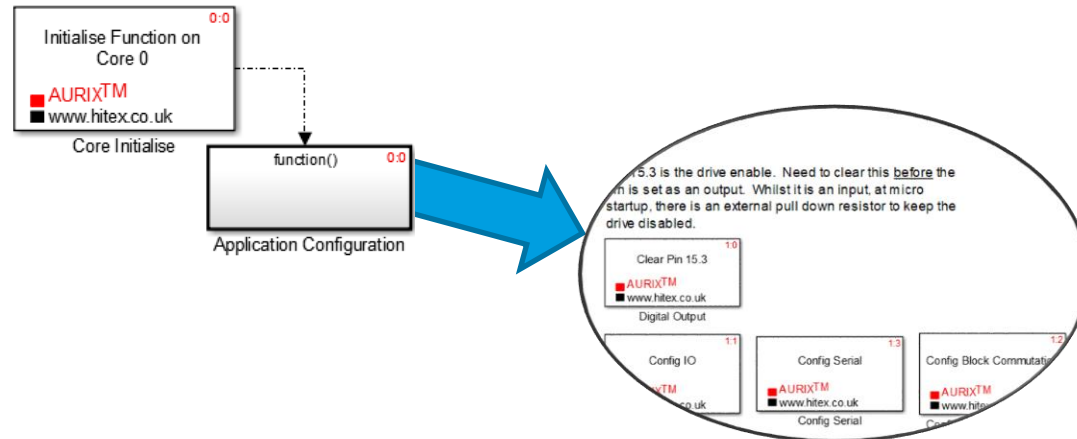 0:0
Initialise Function on
Core 0
AURIX™
www.hitex.co.uk
Core Initialise
function()
0:0
Application Configuration
5.3 is the drive enable. Need to clear this before the
is set as an output. Whilst it is an input, at micro
startup, there is an external pull down resistor to keep the
drive disabled.
1:0
Clear Pin 15.3
AURIX™
www.hitex.co.uk
Digital Output
1:1
Config IO
1:3
Config Serial
AURIX™
www.hitex.co.uk
Config Serial
1:2
Config Block
AURIX™